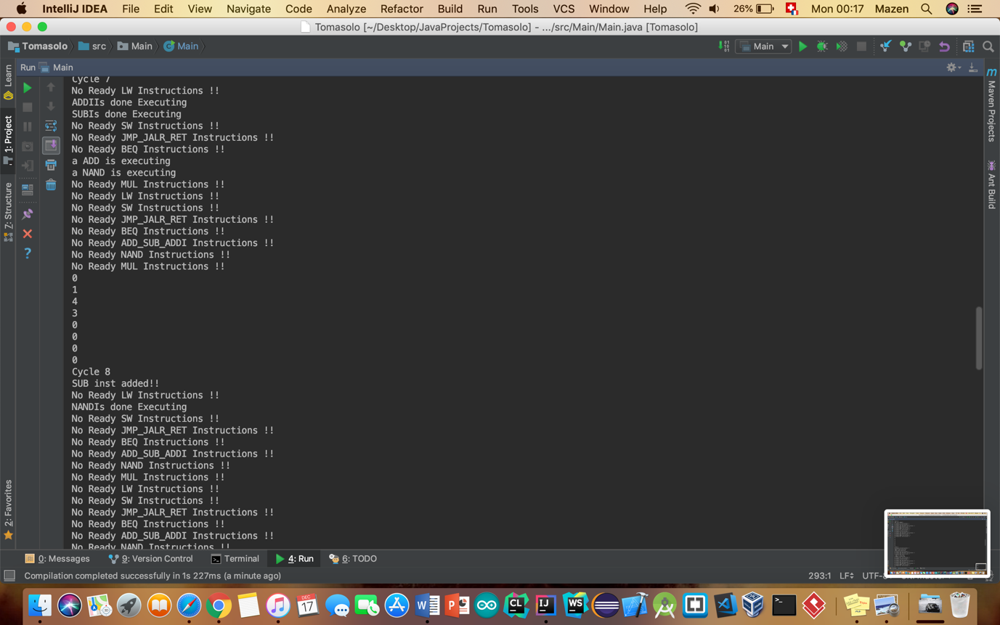 IntelliJ IDEA File Edit View Navigate Code Analyze Refactor Build Run Tools VCS Window Help 26% Mon 00:17 Mazen
Tomasolo [~/Desktop/JavaProjects/Tomasolo] - .../src/Main/Main.java [Tomasolo]
Tomasolo src Main Main Main
Run Main
Learn
1: Project
Z: Structure
2: Favorites
Cycle 7
No Ready LW Instructions !!
ADDIIs done Executing
SUBIs done Executing
No Ready SW Instructions !!
No Ready JMP_JALR_RET Instructions !!
No Ready BEQ Instructions !!
a ADD is executing
a NAND is executing
No Ready MUL Instructions !!
No Ready LW Instructions !!
No Ready SW Instructions !!
No Ready JMP_JALR_RET Instructions !!
No Ready BEQ Instructions !!
No Ready ADD_SUB_ADDI Instructions !!
No Ready NAND Instructions !!
No Ready MUL Instructions !!
0
1
4
3
0
0
0
0
Cycle 8
SUB inst added!!
No Ready LW Instructions !!
NANDIs done Executing
No Ready SW Instructions !!
No Ready JMP_JALR_RET Instructions !!
No Ready BEQ Instructions !!
No Ready ADD_SUB_ADDI Instructions !!
No Ready NAND Instructions !!
No Ready MUL Instructions !!
No Ready LW Instructions !!
No Ready SW Instructions !!
No Ready JMP_JALR_RET Instructions !!
No Ready BEQ Instructions !!
No Ready ADD_SUB_ADDI Instructions !!
No Ready NAND Instructions !!
m Maven Projects
Ant Build
0: Messages 9: Version Control Terminal 4: Run 6: TODO
Compilation completed successfully in 1s 227ms (a minute ago) 293:1 LF
DEC
17
CL IJ WS